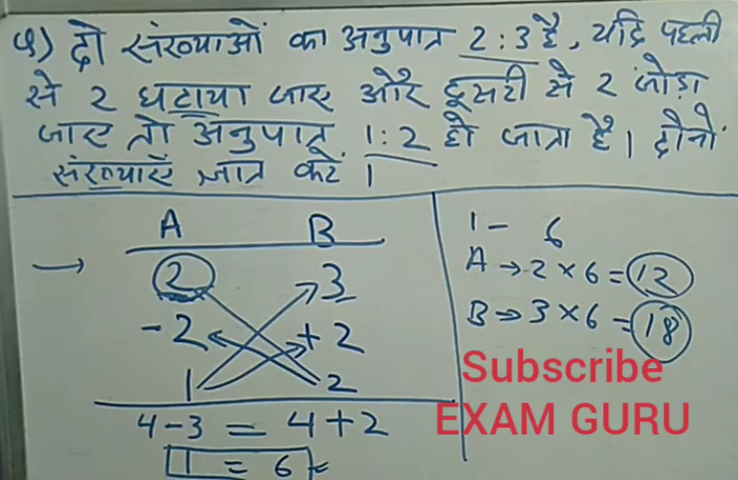 Q) दो संख्याओं का अनुपात 2 : 3 है, यदि पहली
से 2 घटाया जाए और दूसरी से 2 जोड़ा
जाए तो अनुपात 1 : 2 हो जाता है। दोनों
संख्याएँ ज्ञात करें।
A B
2 3
-2 +2
1 2
4-3 = 4+2
1 = 6
1 - 6
A → 2 × 6 = 12
B → 3 × 6 = 18
Subscribe
EXAM GURU